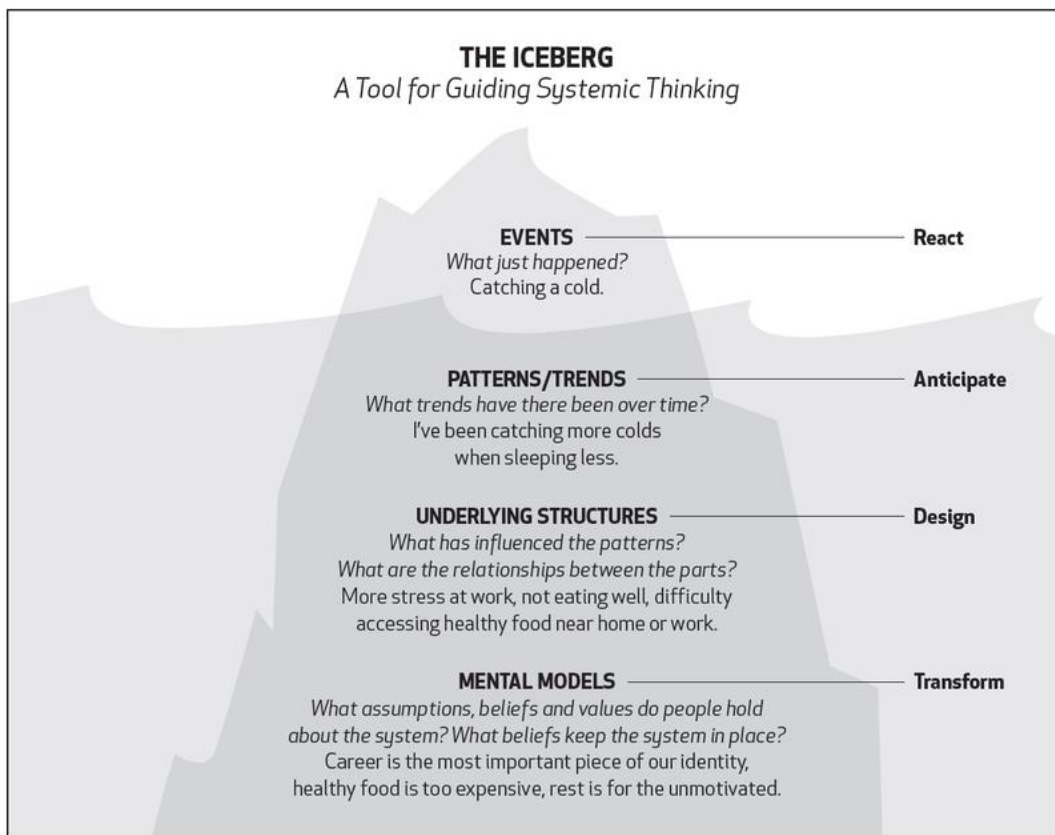 THE ICEBERG
A Tool for Guiding Systemic Thinking
EVENTS React
What just happened?
Catching a cold.
PATTERNS/TRENDS Anticipate
What trends have there been over time?
I've been catching more colds
when sleeping less.
UNDERLYING STRUCTURES Design
What has influenced the patterns?
What are the relationships between the parts?
More stress at work, not eating well, difficulty
accessing healthy food near home or work.
MENTAL MODELS Transform
What assumptions, beliefs and values do people hold
about the system? What beliefs keep the system in place?
Career is the most important piece of our identity,
healthy food is too expensive, rest is for the unmotivated.